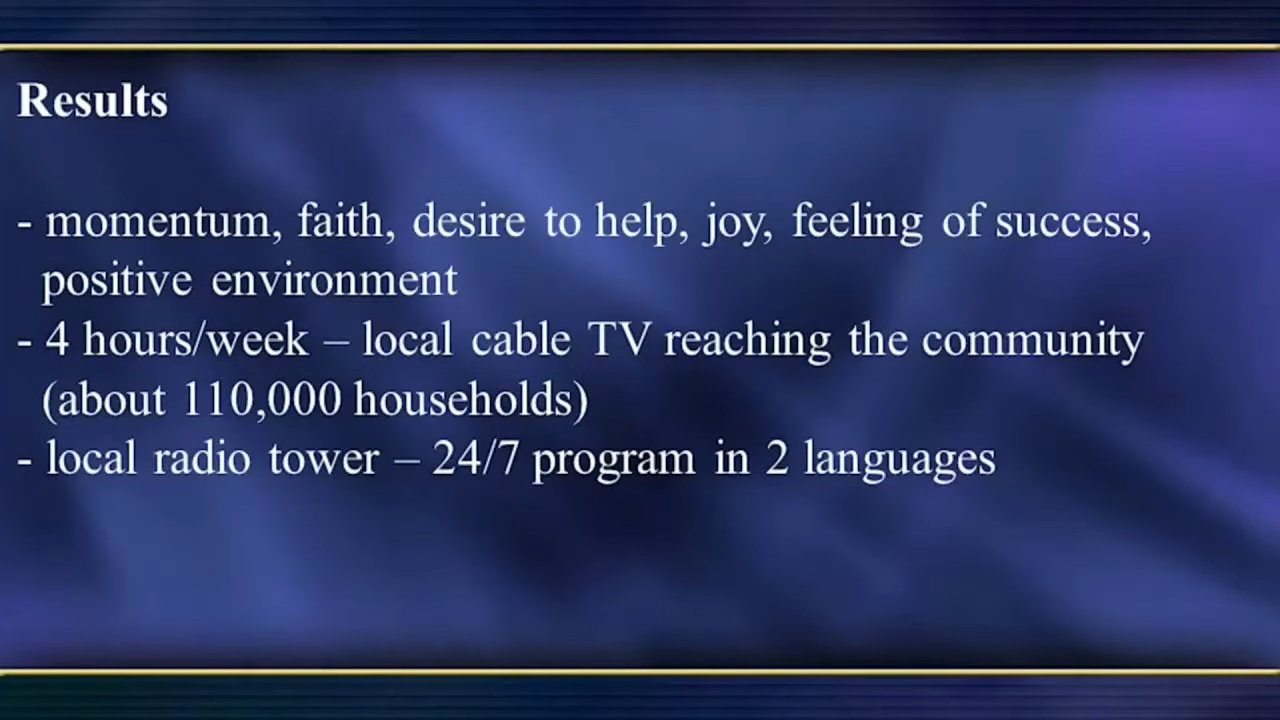 Results
- momentum, faith, desire to help, joy, feeling of success,
positive environment
- 4 hours/week – local cable TV reaching the community
(about 110,000 households)
- local radio tower – 24/7 program in 2 languages